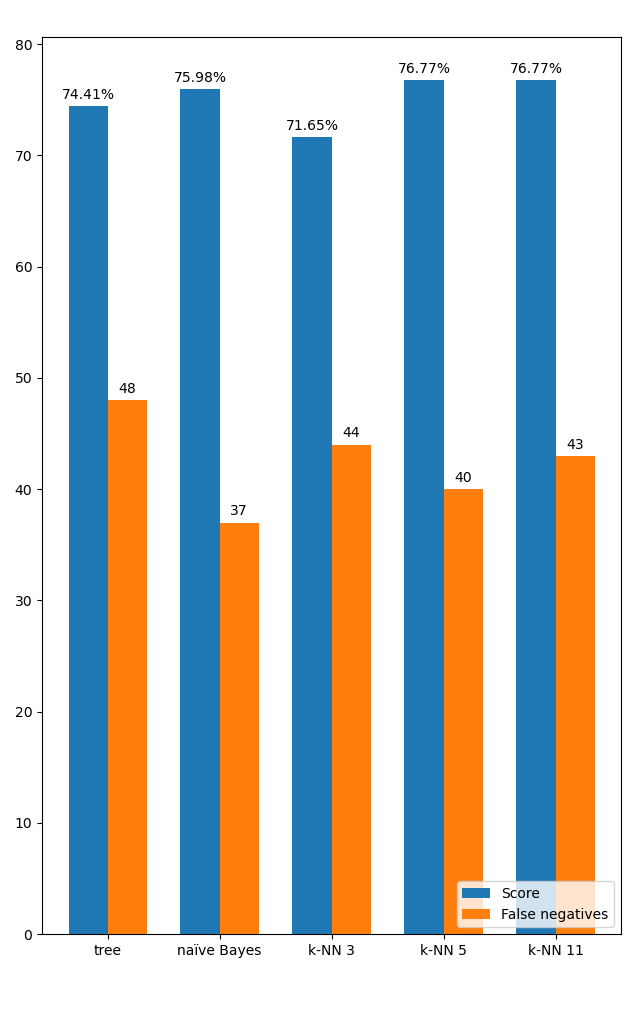 80
70
60
50
40
30
20
10
0
74.41%
75.98%
71.65%
76.77%
76.77%
48
37
44
40
43
Score
False negatives
tree
naïve Bayes
k-NN 3
k-NN 5
k-NN 11